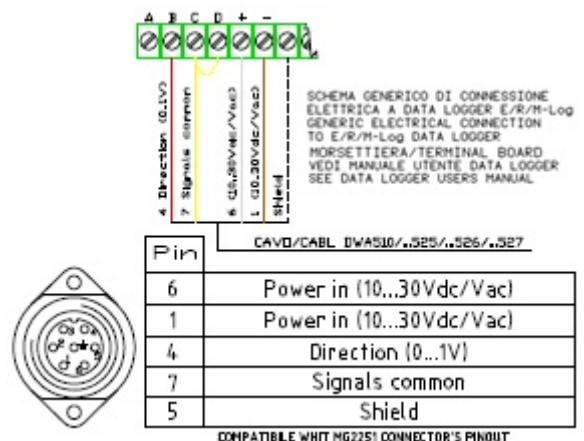 A B C D + -
4 Direction (0.1V)
7 Signals common
6 (10..30Vdc/Vac)
1 (10.30Vdc/Vac)
Shield
SCHEMA GENERICO DI CONNESSIONE
ELETTRICA A DATA LOGGER E/R/M-Log
GENERIC ELECTRICAL CONNECTION
TO E/R/M-Log DATA LOGGER
MORSETTIERA/TERMINAL BOARD
VEDI MANUALE UTENTE DATA LOGGER
SEE DATA LOGGER USERS MANUAL
CAVO/CABL DWA510/..525/..526/..527
Pin
6 Power in (10...30Vdc/Vac)
1 Power in (10...30Vdc/Vac)
4 Direction (0...1V)
7 Signals common
5 Shield
COMPATIBILE WHIT MG2251 CONNECTOR'S PINOUT